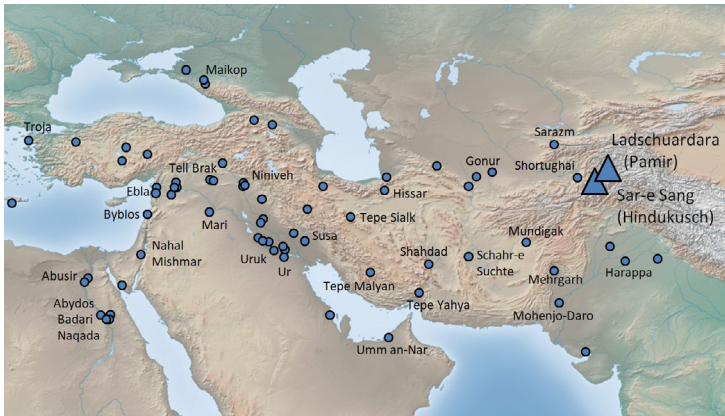 Maikop
Troja
Sarazm
Ladschuardara
(Pamir)
Tell Brak
Niniveh
Gonur
Shortughai
Ebla
Hissar
Sar-e Sang
(Hindukusch)
Byblos
Mari
Tepe Sialk
Mundigak
Nahal
Mishmar
Uruk
Susa
Shahdad
Schahr-e
Suchte
Ur
Abusir
Tepe Malyan
Mehrgarh
Harappa
Abydos
Badari
Naqada
Tepe Yahya
Mohenjo-Daro
Umm an-Nar